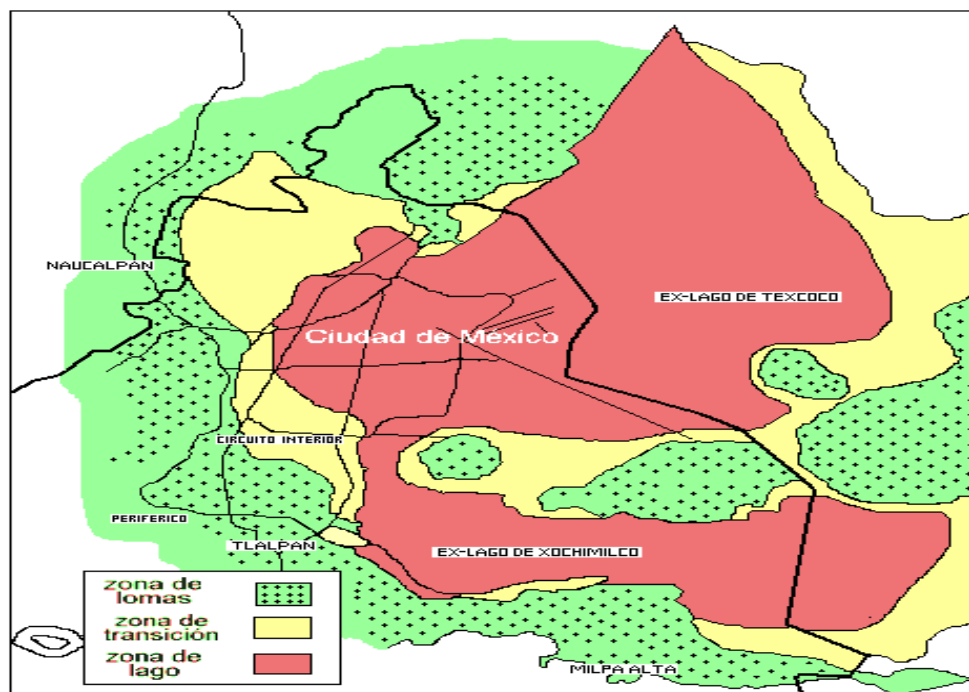 NAUCALPAN
EX-LAGO DE TEXCOCO
Ciudad de México
CIRCUITO INTERIOR
PERIFERICO
TLALPAN
EX-LAGO DE XOCHIMILCO
zona de
lomas
zona de
transición
zona de
lago
MILPA ALTA